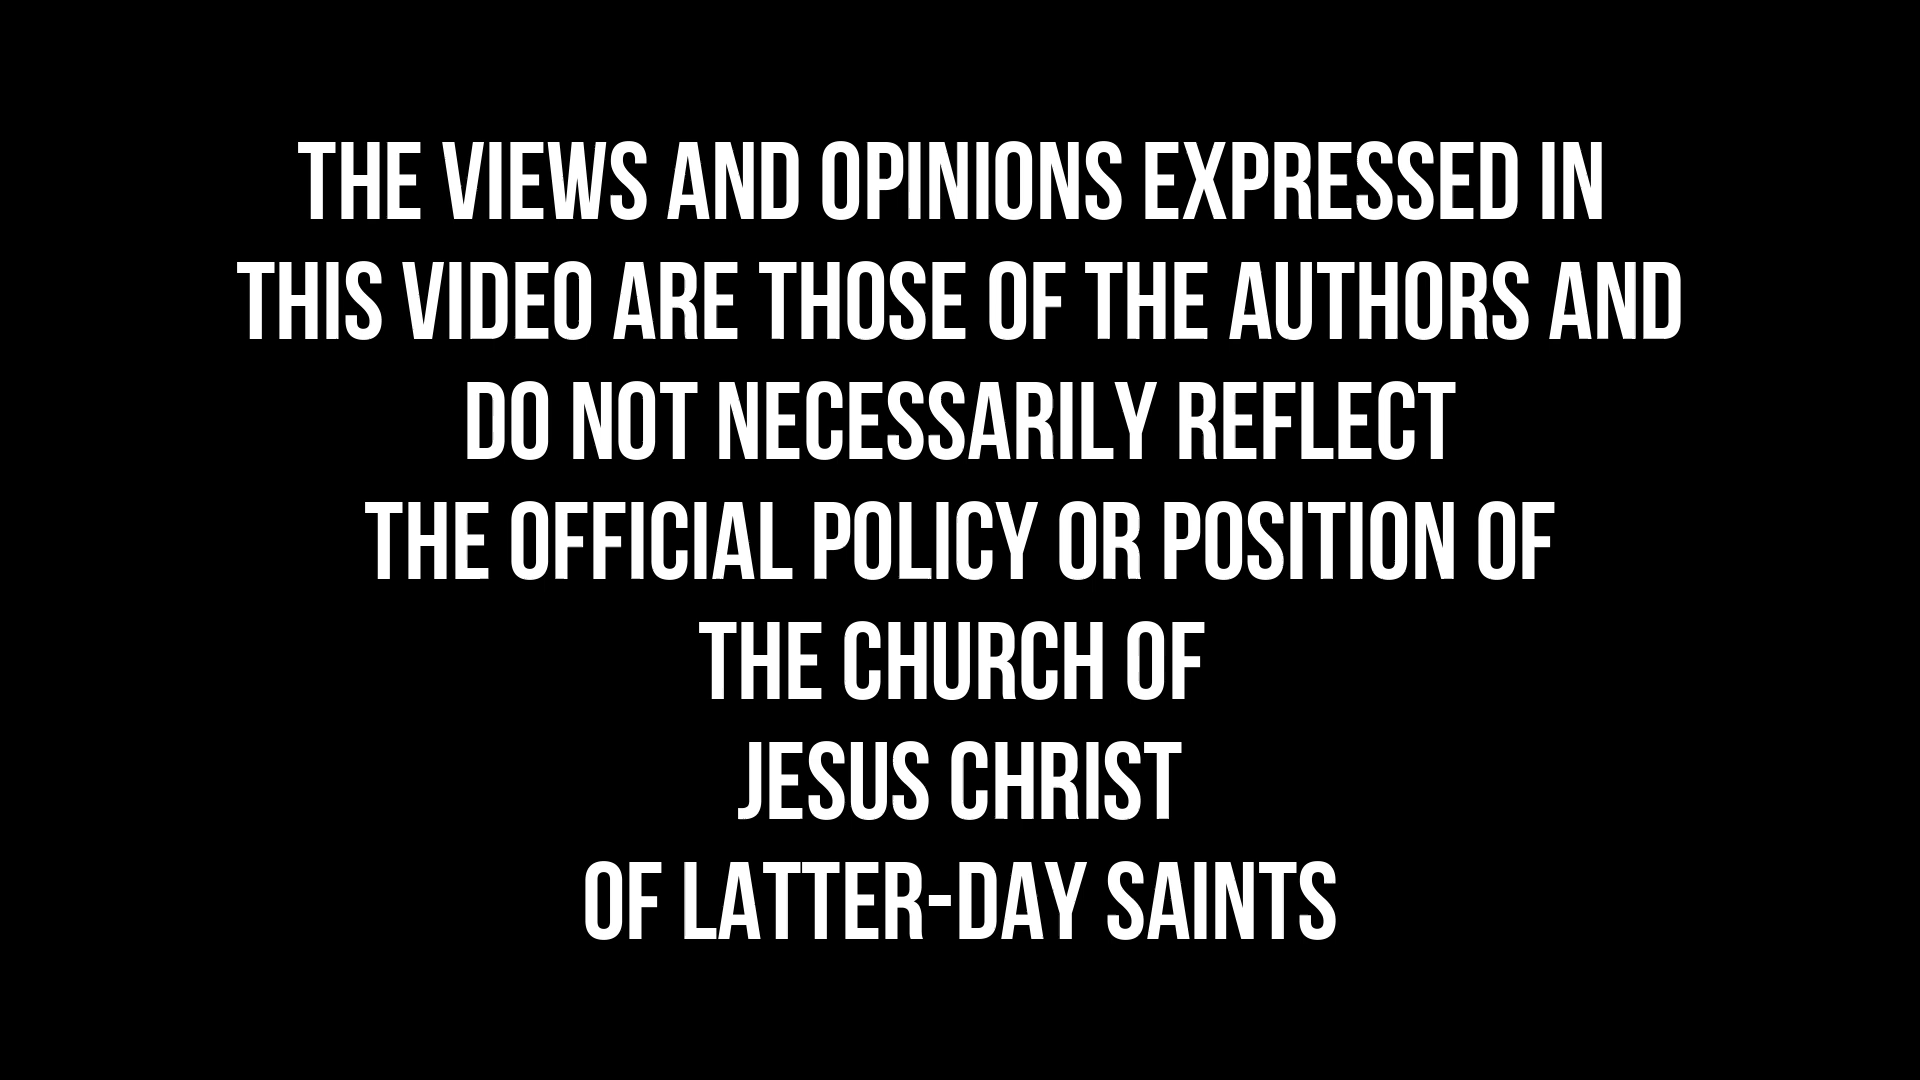 THE VIEWS AND OPINIONS EXPRESSED IN
THIS VIDEO ARE THOSE OF THE AUTHORS AND
DO NOT NECESSARILY REFLECT
THE OFFICIAL POLICY OR POSITION OF
THE CHURCH OF
JESUS CHRIST
OF LATTER-DAY SAINTS